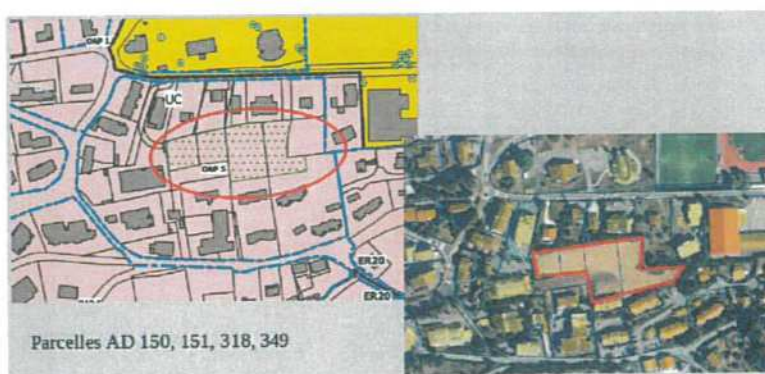 OAP 1
UC
OAP 5
ER20
ER20
Parcelles AD 150, 151, 318, 349